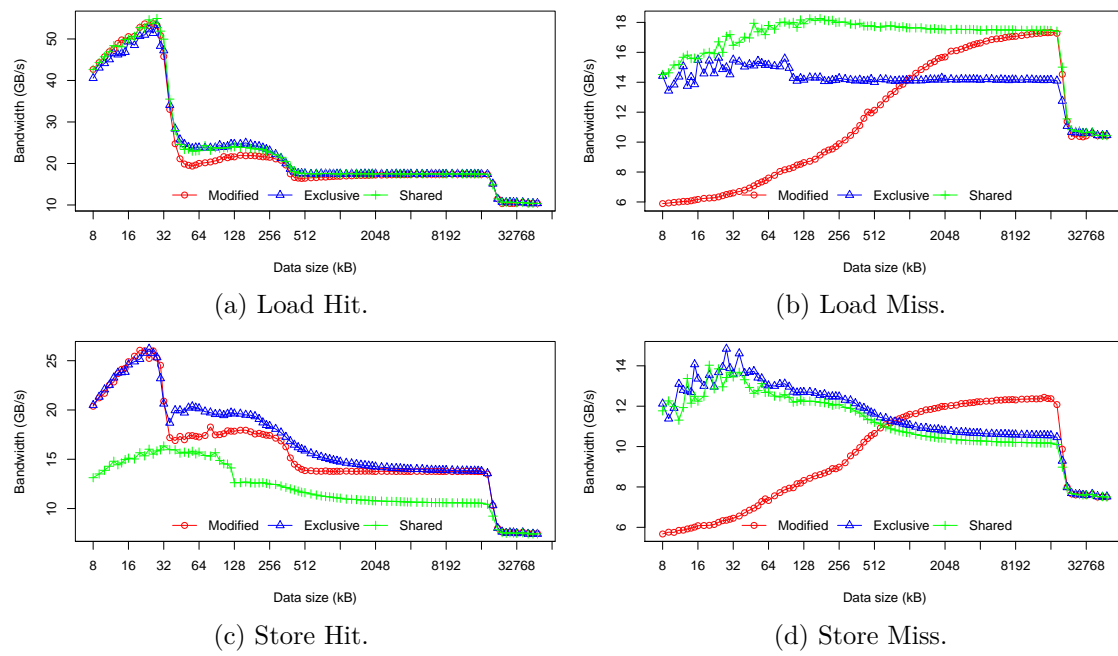 50
40
30
20
10
Bandwidth (GB/s)
Modified Exclusive Shared
8 16 32 64 128 256 512 2048 8192 32768
Data size (kB)
(a) Load Hit.
18
16
14
12
10
8
6
Bandwidth (GB/s)
Modified Exclusive Shared
8 16 32 64 128 256 512 2048 8192 32768
Data size (kB)
(b) Load Miss.
25
20
15
10
Bandwidth (GB/s)
Modified Exclusive Shared
8 16 32 64 128 256 512 2048 8192 32768
Data size (kB)
(c) Store Hit.
14
12
10
8
6
Bandwidth (GB/s)
Modified Exclusive Shared
8 16 32 64 128 256 512 2048 8192 32768
Data size (kB)
(d) Store Miss.